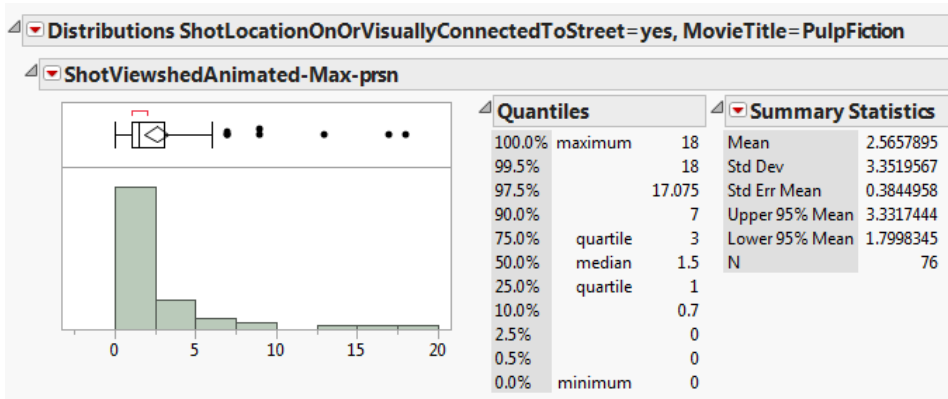 Distributions ShotLocationOnOrVisuallyConnectedToStreet=yes, MovieTitle=PulpFiction
ShotViewshedAnimated-Max-prsn
0 5 10 15 20
Quantiles
100.0% maximum 18
99.5% 18
97.5% 17.075
90.0% 7
75.0% quartile 3
50.0% median 1.5
25.0% quartile 1
10.0% 0.7
2.5% 0
0.5% 0
0.0% minimum 0
Summary Statistics
Mean 2.5657895
Std Dev 3.3519567
Std Err Mean 0.3844958
Upper 95% Mean 3.3317444
Lower 95% Mean 1.7998345
N 76